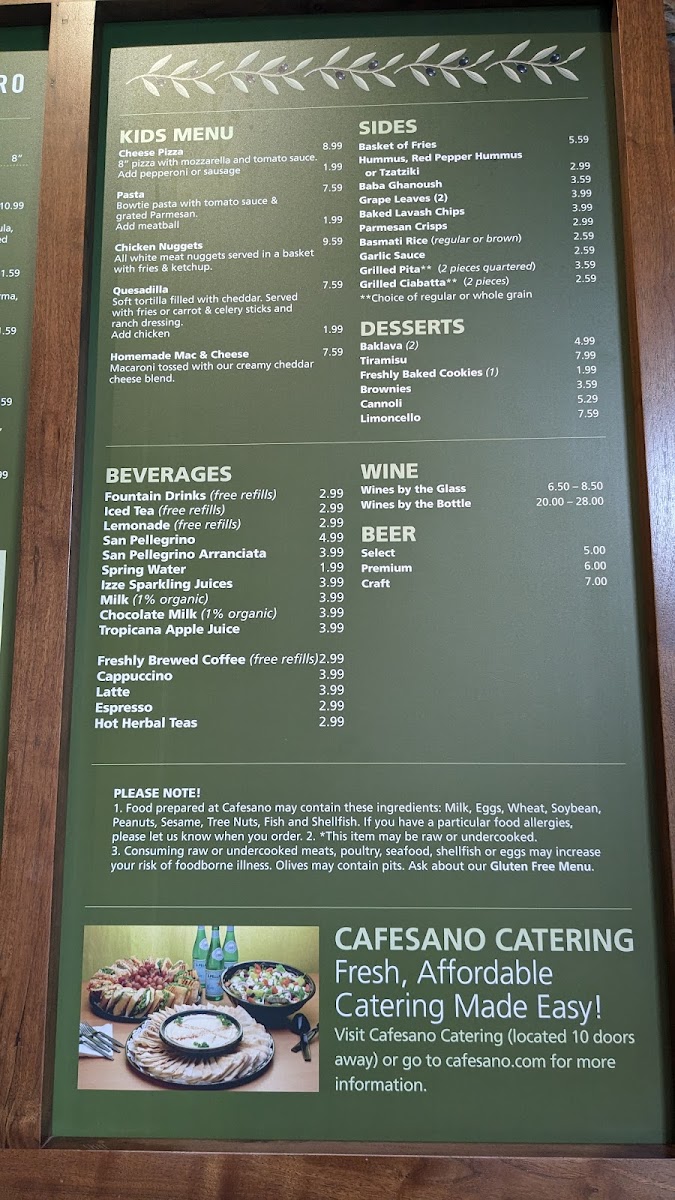 RO
8"
10.99
ula,
ed
1.59
rma,
1.59
59
99
KIDS MENU
Cheese Pizza 8.99
8" pizza with mozzarella and tomato sauce.
Add pepperoni or sausage 1.99
Pasta 7.59
Bowtie pasta with tomato sauce &
grated Parmesan.
Add meatball 1.99
Chicken Nuggets 9.59
All white meat nuggets served in a basket
with fries & ketchup.
Quesadilla 7.59
Soft tortilla filled with cheddar. Served
with fries or carrot & celery sticks and
ranch dressing.
Add chicken 1.99
Homemade Mac & Cheese 7.59
Macaroni tossed with our creamy cheddar
cheese blend.
SIDES
Basket of Fries 5.59
Hummus, Red Pepper Hummus
or Tzatziki 2.99
Baba Ghanoush 3.59
Grape Leaves (2) 3.99
Baked Lavash Chips 3.99
Parmesan Crisps 2.99
Basmati Rice (regular or brown) 2.59
Garlic Sauce 2.59
Grilled Pita** (2 pieces quartered) 3.59
Grilled Ciabatta** (2 pieces) 2.59
**Choice of regular or whole grain
DESSERTS
Baklava (2) 4.99
Tiramisu 7.99
Freshly Baked Cookies (1) 1.99
Brownies 3.59
Cannoli 5.29
Limoncello 7.59
BEVERAGES
Fountain Drinks (free refills) 2.99
Iced Tea (free refills) 2.99
Lemonade (free refills) 2.99
San Pellegrino 4.99
San Pellegrino Arranciata 3.99
Spring Water 1.99
Izze Sparkling Juices 3.99
Milk (1% organic) 3.99
Chocolate Milk (1% organic) 3.99
Tropicana Apple Juice 3.99
Freshly Brewed Coffee (free refills) 2.99
Cappuccino 3.99
Latte 3.99
Espresso 2.99
Hot Herbal Teas 2.99
WINE
Wines by the Glass 6.50 – 8.50
Wines by the Bottle 20.00 – 28.00
BEER
Select 5.00
Premium 6.00
Craft 7.00
PLEASE NOTE!
1. Food prepared at Cafesano may contain these ingredients: Milk, Eggs, Wheat, Soybean,
Peanuts, Sesame, Tree Nuts, Fish and Shellfish. If you have a particular food allergies,
please let us know when you order. 2. *This item may be raw or undercooked.
3. Consuming raw or undercooked meats, poultry, seafood, shellfish or eggs may increase
your risk of foodborne illness. Olives may contain pits. Ask about our Gluten Free Menu.
CAFESANO CATERING
Fresh, Affordable
Catering Made Easy!
Visit Cafesano Catering (located 10 doors
away) or go to cafesano.com for more
information.